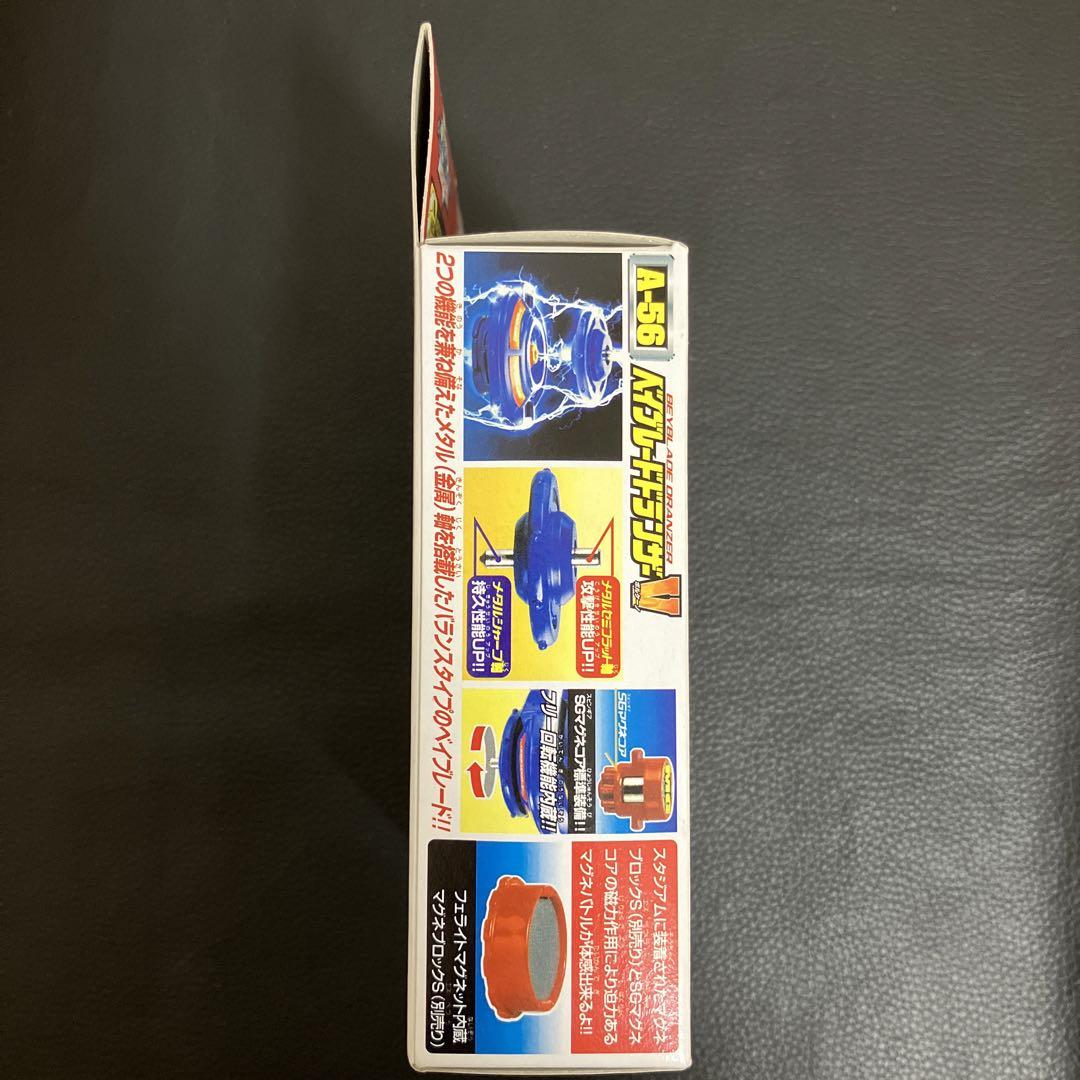 A-56
BEYBLADE DRANZER
ベイブレードドランザーV
ボルケーノ
メタルセミフラット軸
攻撃性能UP!!
メタルシャープ軸
持久性能UP!!
SGマグネコア
SGマグネコア標準装備!!
フリー回転機能内蔵!!
スタジアムに装着されたマグネ
ブロックS(別売り)とSGマグネ
コアの磁力作用により迫力ある
マグネバトルが体感出来るよ!!
フェライトマグネット内蔵
マグネブロックS(別売り)
2つの機能を兼ね備えたメタル(金属)軸を搭載したバランスタイプのベイブレード!!